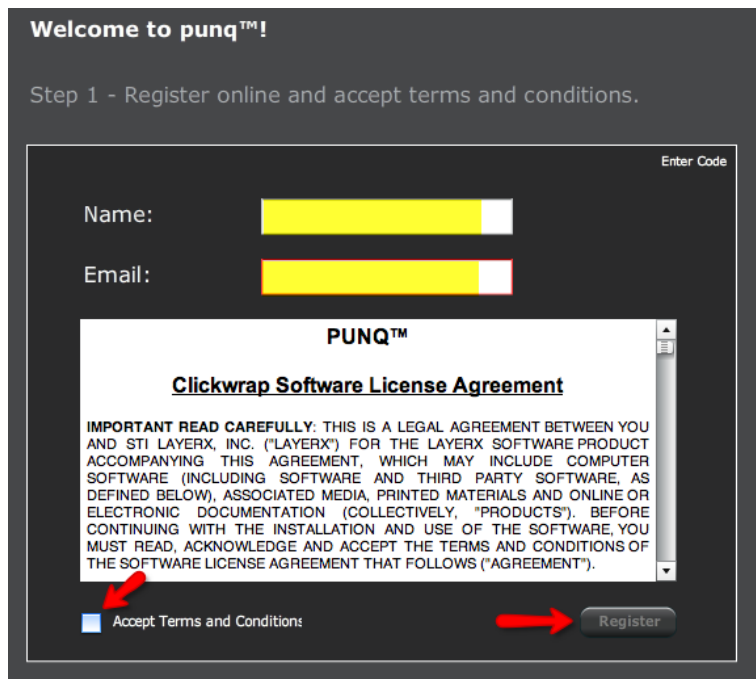 Welcome to punq™!
Step 1 - Register online and accept terms and conditions.
Enter Code
Name:
Email:
PUNQ™
Clickwrap Software License Agreement
IMPORTANT READ CAREFULLY: THIS IS A LEGAL AGREEMENT BETWEEN YOU
AND STI LAYERX, INC. ("LAYERX") FOR THE LAYERX SOFTWARE PRODUCT
ACCOMPANYING THIS AGREEMENT, WHICH MAY INCLUDE COMPUTER
SOFTWARE (INCLUDING SOFTWARE AND THIRD PARTY SOFTWARE, AS
DEFINED BELOW), ASSOCIATED MEDIA, PRINTED MATERIALS AND ONLINE OR
ELECTRONIC DOCUMENTATION (COLLECTIVELY, "PRODUCTS"). BEFORE
CONTINUING WITH THE INSTALLATION AND USE OF THE SOFTWARE, YOU
MUST READ, ACKNOWLEDGE AND ACCEPT THE TERMS AND CONDITIONS OF
THE SOFTWARE LICENSE AGREEMENT THAT FOLLOWS ("AGREEMENT").
Accept Terms and Conditions
Register